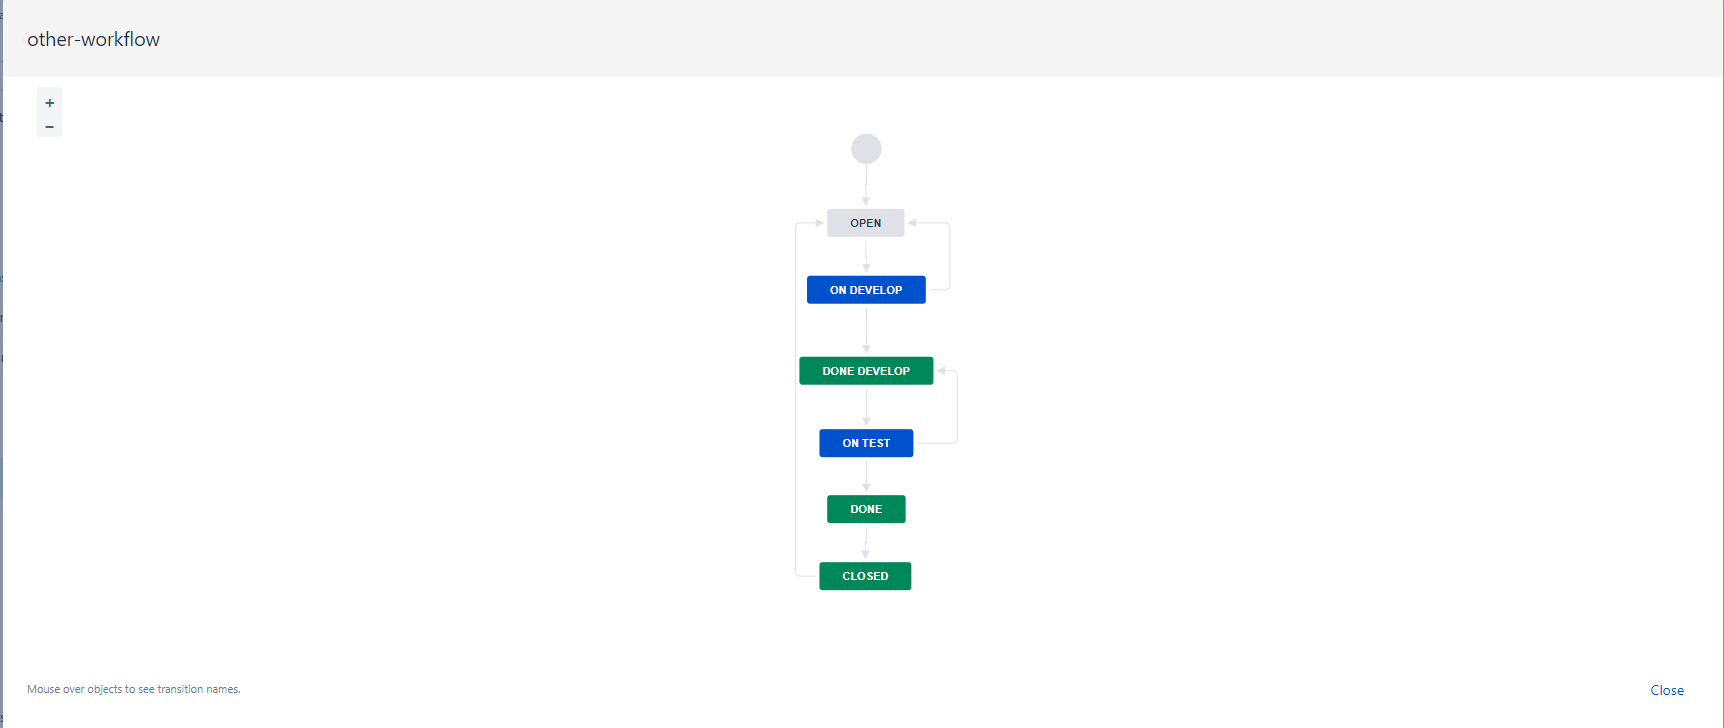 other-workflow
+
−
OPEN
ON DEVELOP
DONE DEVELOP
ON TEST
DONE
CLOSED
Mouse over objects to see transition names.
Close